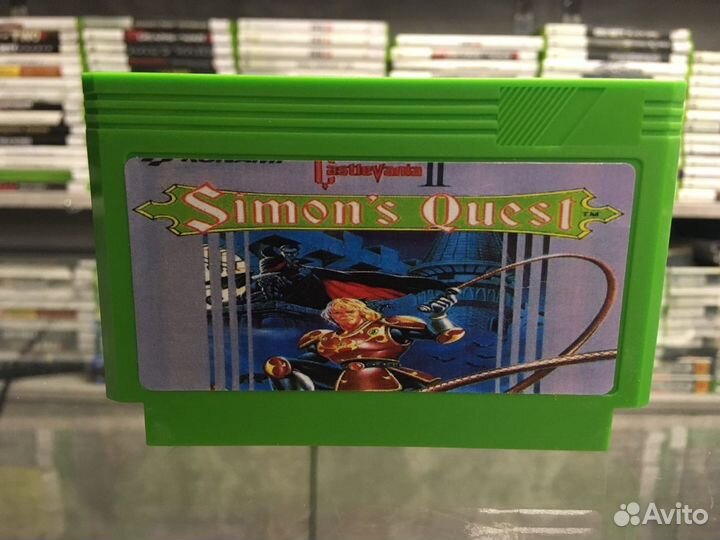 KONAMI
Castlevania II
Simon's Quest TM
Avito